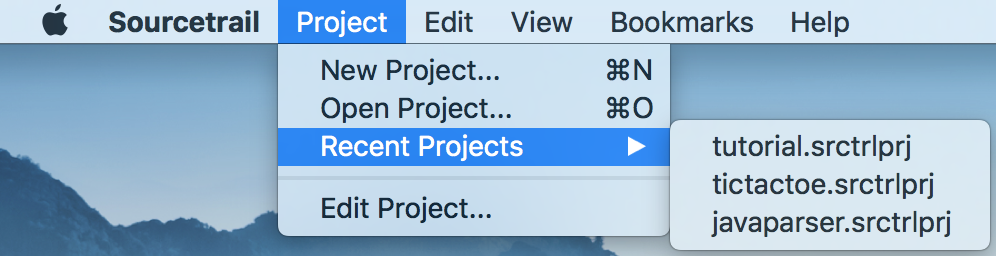 Sourcetrail Project Edit View Bookmarks Help
New Project... ⌘N
Open Project... ⌘O
Recent Projects ▶
tutorial.srctrlprj
tictactoe.srctrlprj
javaparser.srctrlprj
Edit Project...